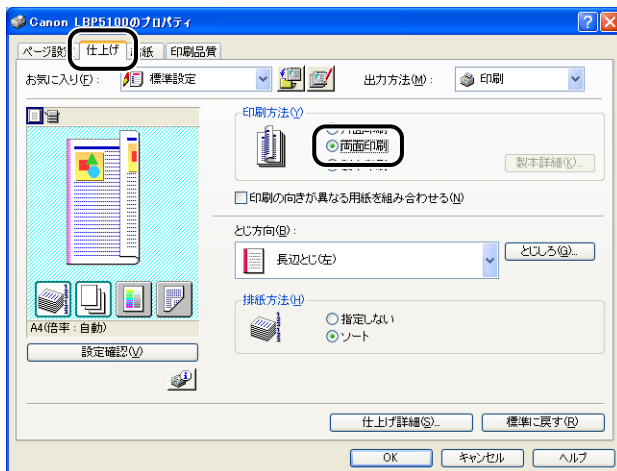 Canon LBP5100のプロパティ
ページ設 仕上げ 給紙 印刷品質
お気に入り(F): 標準設定 出力方法(M): 印刷
印刷方法(Y)
両面印刷
製本詳細(K)...
印刷の向きが異なる用紙を組み合わせる(N)
とじ方向(B):
長辺とじ(左) とじしろ(G)...
排紙方法(H)
指定しない
ソート
A4(倍率:自動)
設定確認(V)
仕上げ詳細(S)... 標準に戻す(R)
OK キャンセル ヘルプ